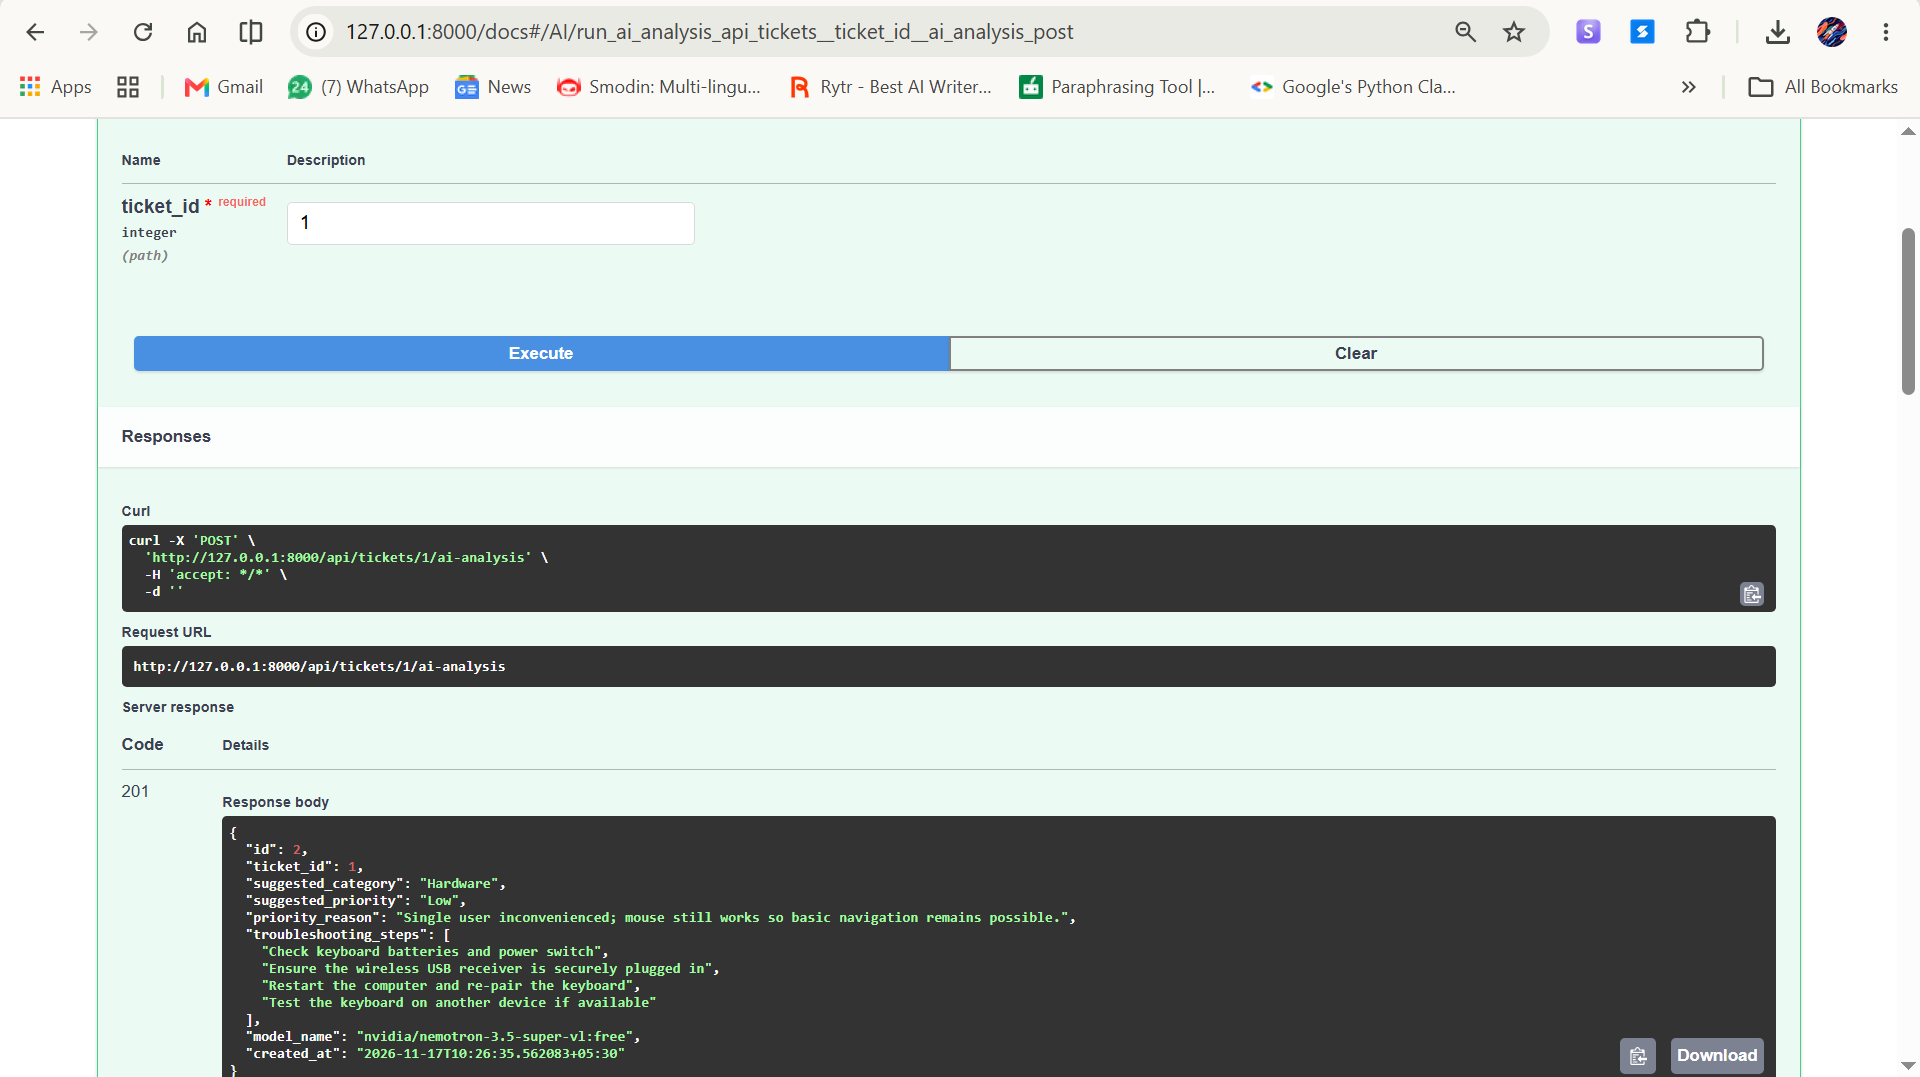 127.0.0.1:8000/docs#/AI/run_ai_analysis_api_tickets__ticket_id__ai_analysis_post
S
Apps
Gmail
24
(7) WhatsApp
News
Smodin: Multi-lingu...
Rytr - Best AI Writer...
Paraphrasing Tool |...
Google's Python Cla...
All Bookmarks
Name Description
ticket_id * required
integer
(path)
1
Execute
Clear
Responses
Curl
curl -X 'POST' \
'http://127.0.0.1:8000/api/tickets/1/ai-analysis' \
-H 'accept: */*' \
-d ''
Request URL
http://127.0.0.1:8000/api/tickets/1/ai-analysis
Server response
Code Details
201
Response body
{
"id": 2,
"ticket_id": 1,
"suggested_category": "Hardware",
"suggested_priority": "Low",
"priority_reason": "Single user inconvenienced; mouse still works so basic navigation remains possible.",
"troubleshooting_steps": [
"Check keyboard batteries and power switch",
"Ensure the wireless USB receiver is securely plugged in",
"Restart the computer and re-pair the keyboard",
"Test the keyboard on another device if available"
],
"model_name": "nvidia/nemotron-3.5-super-vl:free",
"created_at": "2026-11-17T10:26:35.562083+05:30"
}
Download